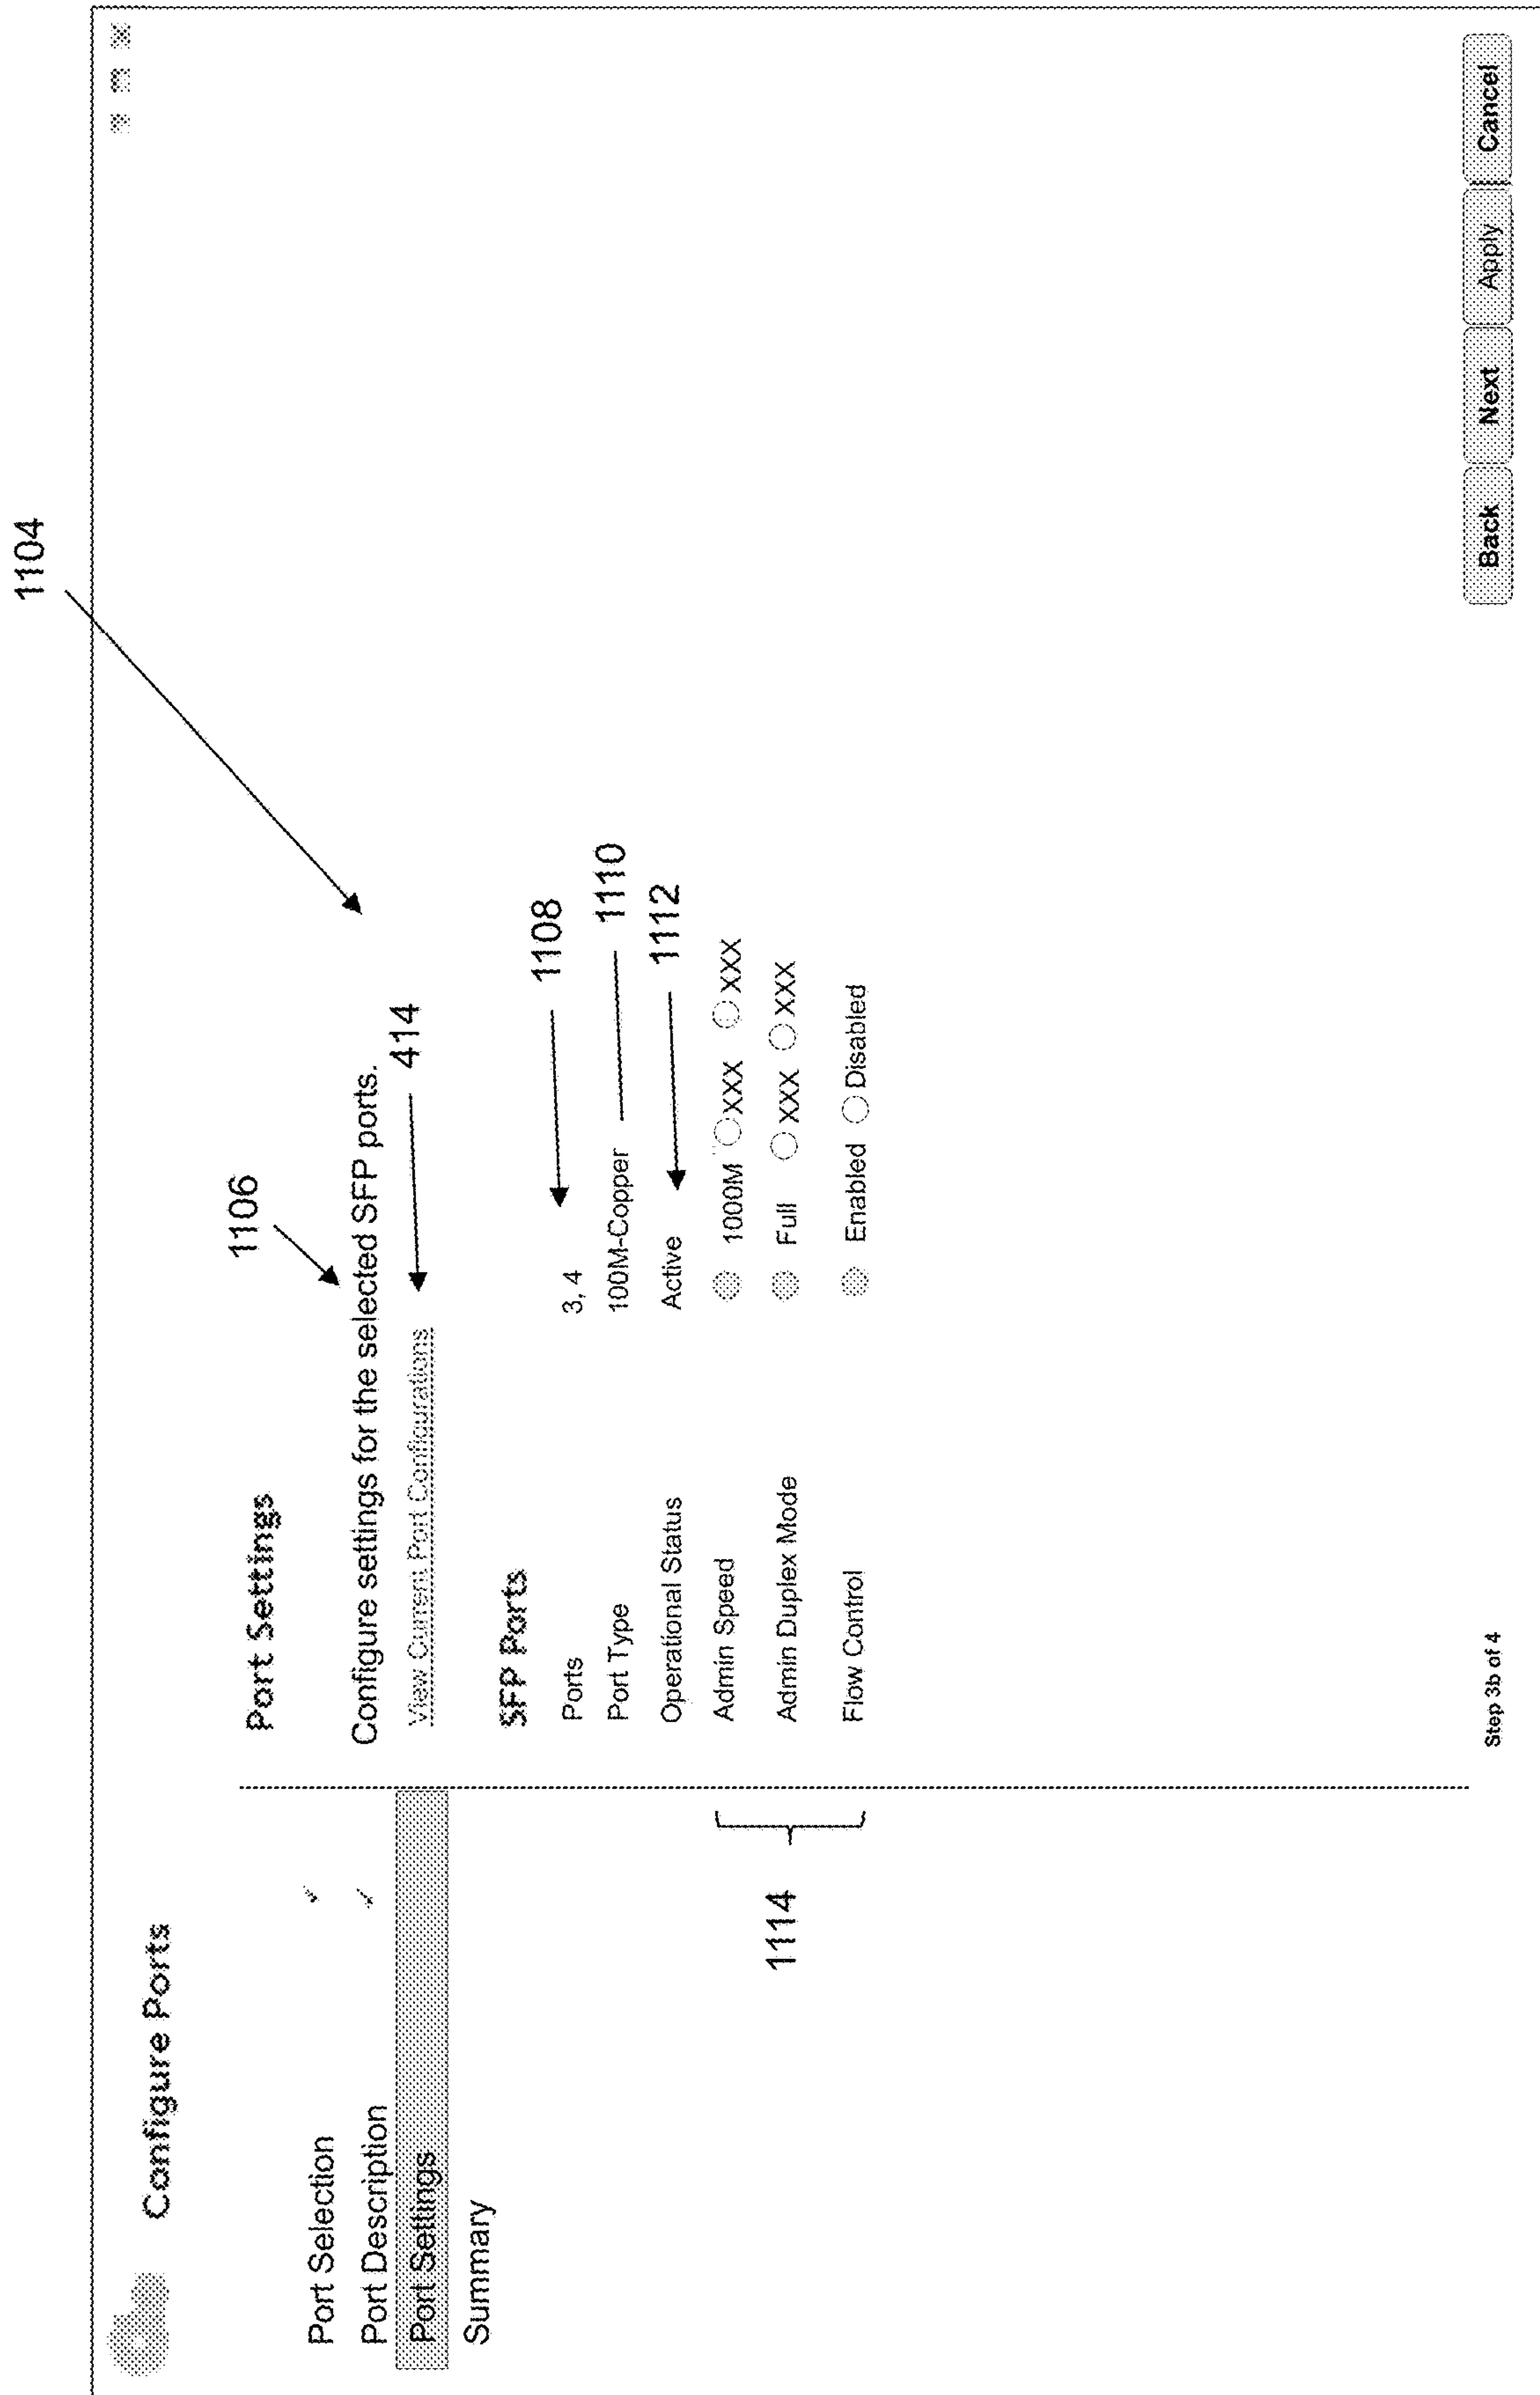 1104
Configure Ports
Port Selection
Port Description
Port Settings
Summary
1114
Port Settings
1106
Configure settings for the selected SFP ports.
View Current Port Configurations 414
SFP Ports
Ports 3, 4 1108
Port Type 100M-Copper 1110
Operational Status Active 1112
Admin Speed 1000M XXX XXX
Admin Duplex Mode Full XXX XXX
Flow Control Enabled Disabled
Step 3b of 4 Back Next Apply Cancel